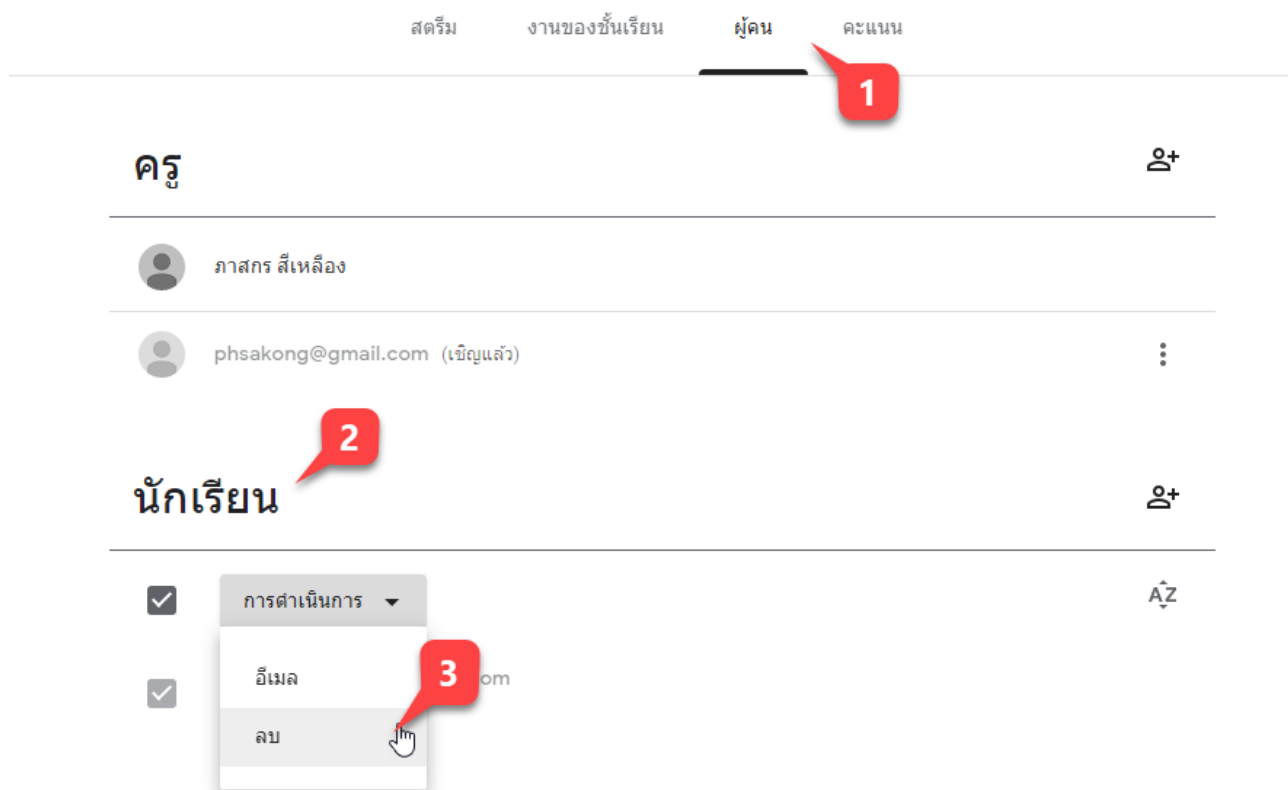 สตรีม งานของชั้นเรียน ผู้คน คะแนน
1
ครู
ภาสกร สีเหลือง
phsakong@gmail.com (เชิญแล้ว)
2
นักเรียน
การดำเนินการ
AZ
อีเมล
3
om
ลบ